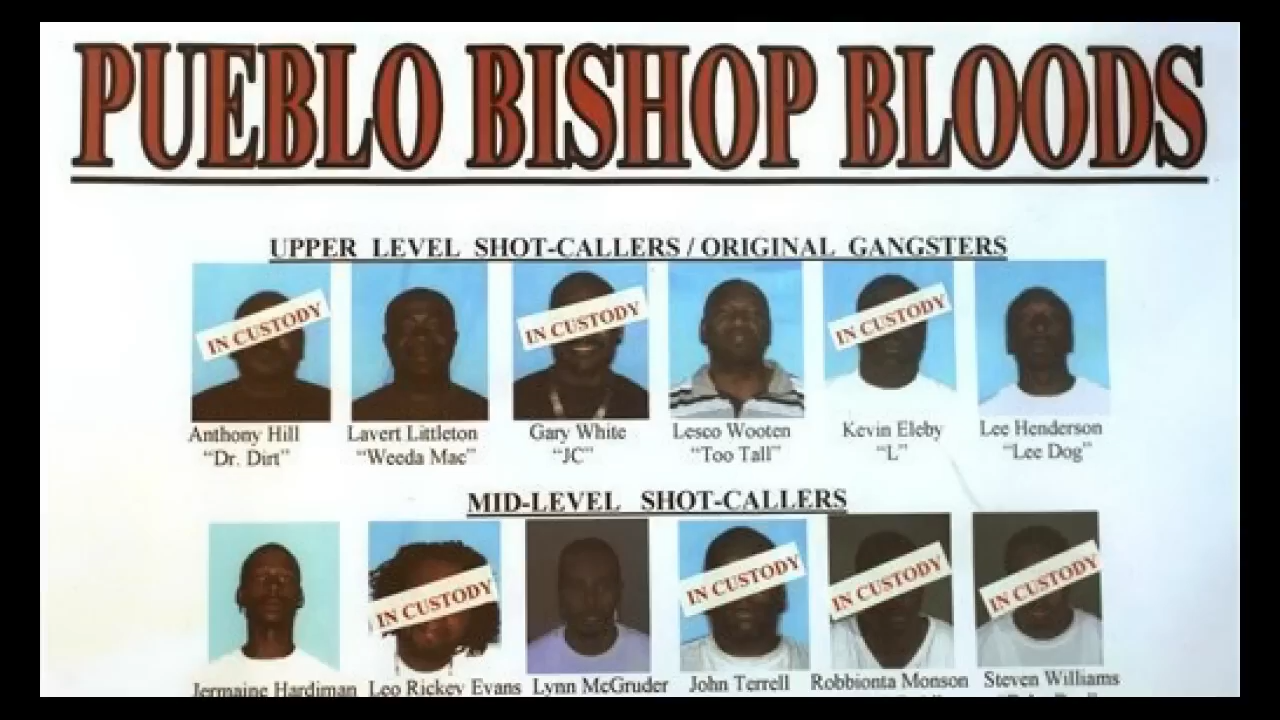 PUEBLO BISHOP BLOODS
UPPER LEVEL SHOT-CALLERS / ORIGINAL GANGSTERS
IN CUSTODY IN CUSTODY IN CUSTODY
Anthony Hill Lavert Littleton Gary White Lesco Wooten Kevin Eleby Lee Henderson
"Dr. Dirt" "Weeda Mac" "JC" "Too Tall" "L" "Lee Dog"
MID-LEVEL SHOT-CALLERS
IN CUSTODY IN CUSTODY IN CUSTODY IN CUSTODY
Jermaine Hardiman Leo Rickey Evans Lynn McGruder John Terrell Robbionta Monson Steven Williams